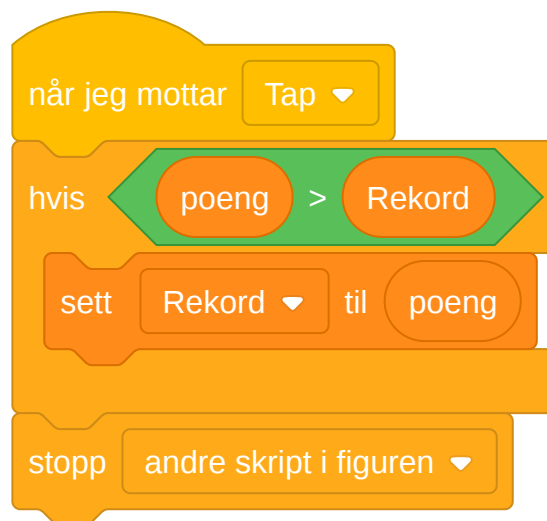 når jeg mottar Tap
hvis poeng > Rekord
sett Rekord til poeng
stopp andre skript i figuren